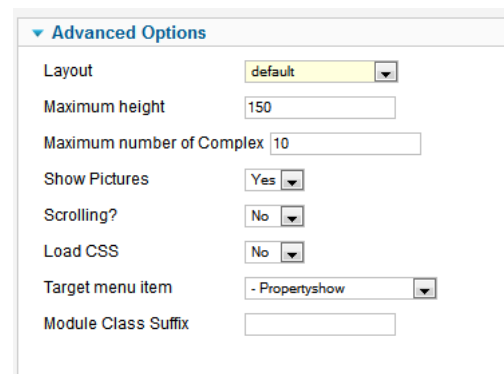 Advanced Options
Layout default
Maximum height 150
Maximum number of Complex 10
Show Pictures Yes
Scrolling? No
Load CSS No
Target menu item - Propertyshow
Module Class Suffix